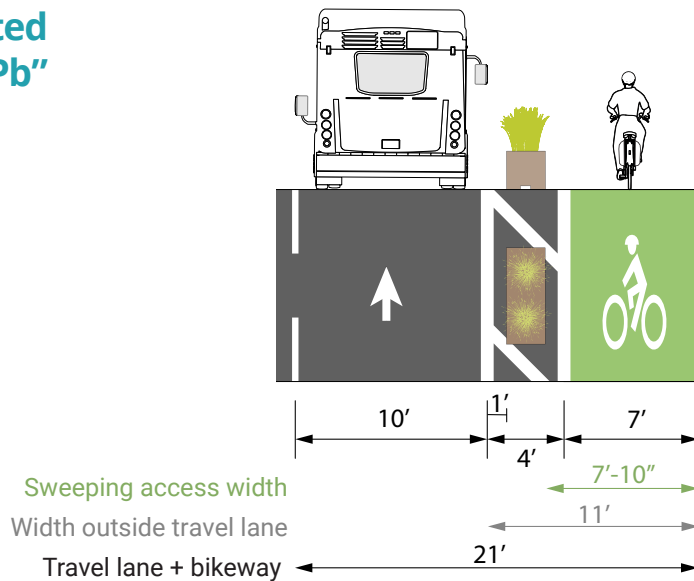 ted
Pb”
1’
10’
7’
4’
Sweeping access width
7’-10”
Width outside travel lane
11’
Travel lane + bikeway
21’